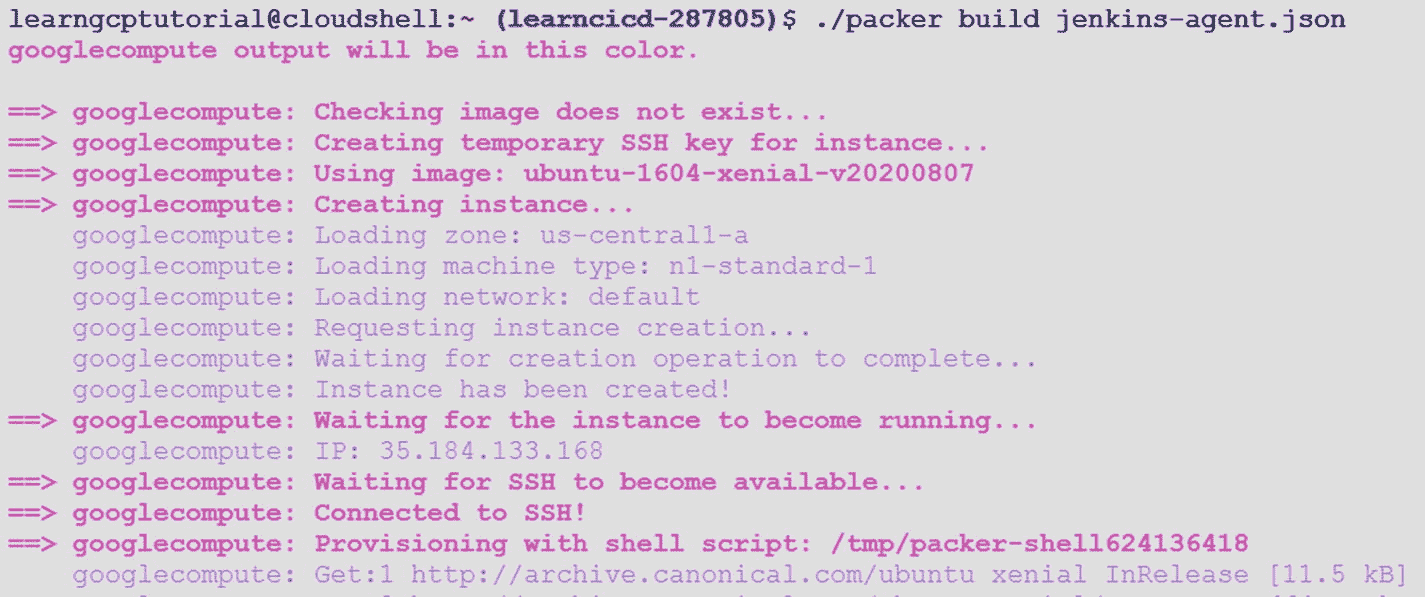 learngcptutorial@cloudshell:~ (learncicd-287805)$ ./packer build jenkins-agent.json
googlecompute output will be in this color.
==> googlecompute: Checking image does not exist...
==> googlecompute: Creating temporary SSH key for instance...
==> googlecompute: Using image: ubuntu-1604-xenial-v20200807
==> googlecompute: Creating instance...
googlecompute: Loading zone: us-central1-a
googlecompute: Loading machine type: n1-standard-1
googlecompute: Loading network: default
googlecompute: Requesting instance creation...
googlecompute: Waiting for creation operation to complete...
googlecompute: Instance has been created!
==> googlecompute: Waiting for the instance to become running...
googlecompute: IP: 35.184.133.168
==> googlecompute: Waiting for SSH to become available...
==> googlecompute: Connected to SSH!
==> googlecompute: Provisioning with shell script: /tmp/packer-shell624136418
googlecompute: Get:1 http://archive.canonical.com/ubuntu xenial InRelease [11.5 kB]